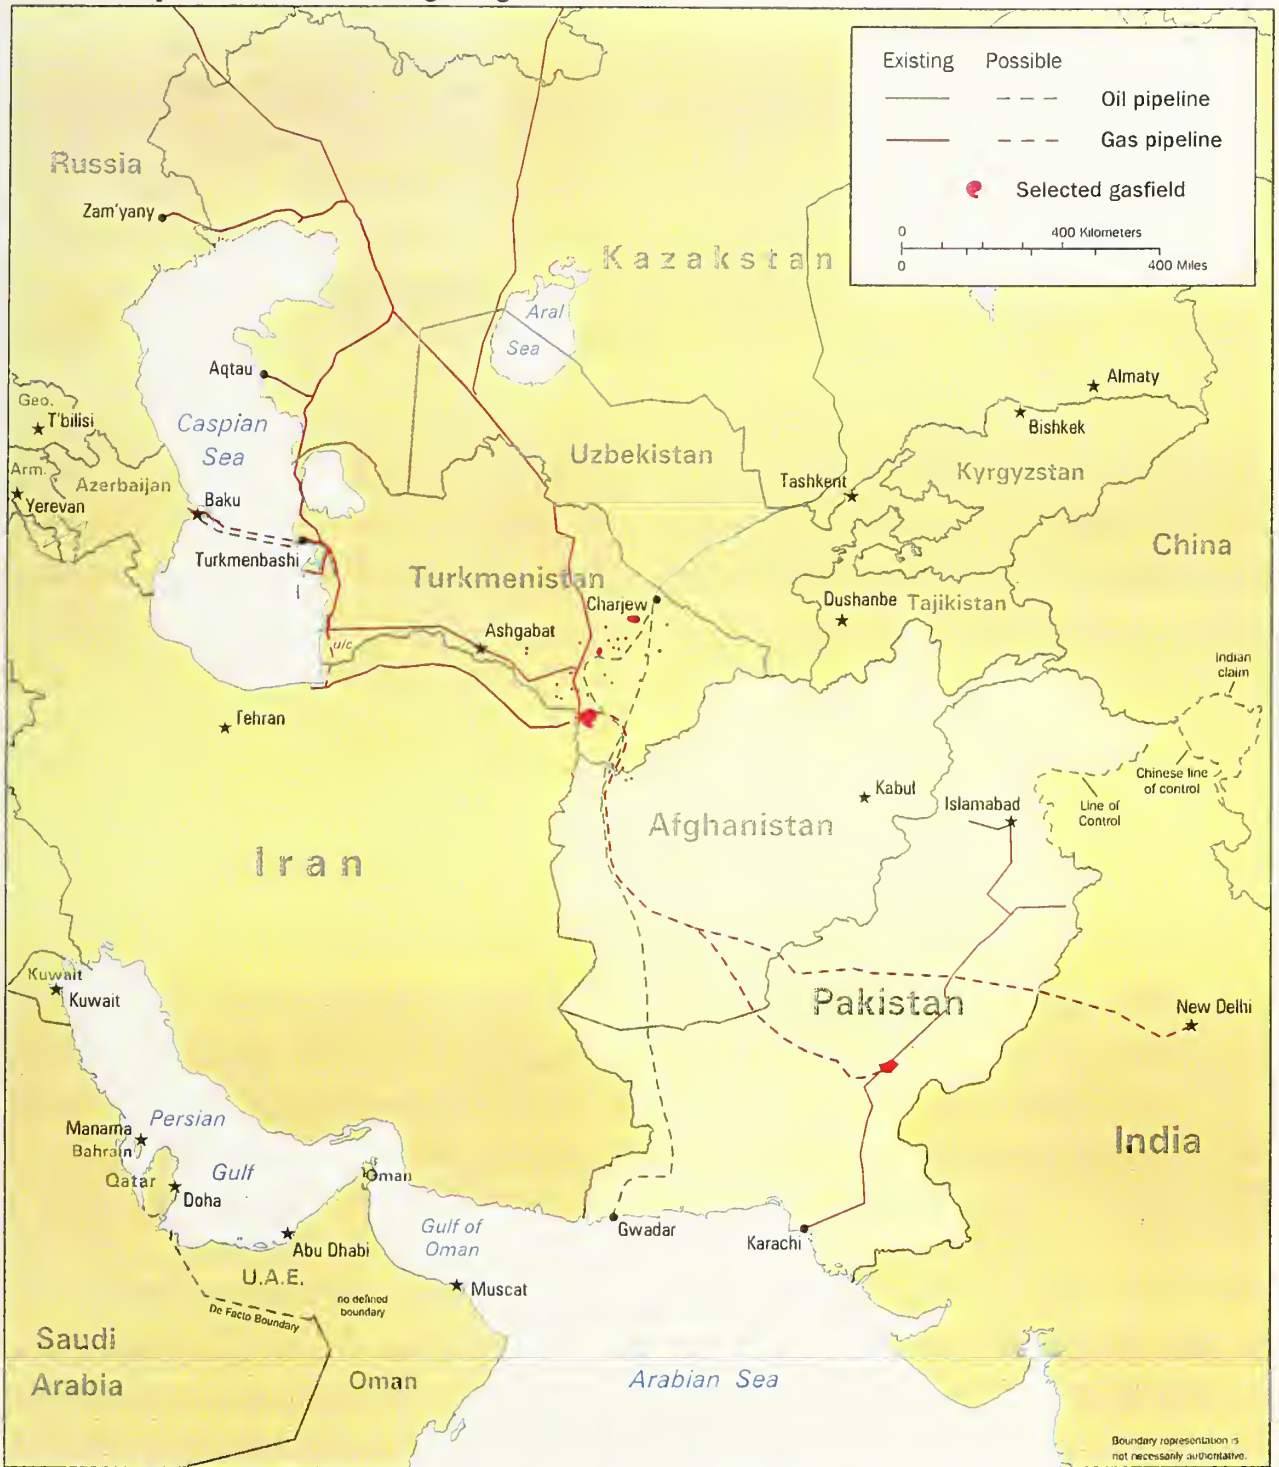 Existing Possible
Oil pipeline
Gas pipeline
Selected gasfield
0 400 Kilometers
0 400 Miles
Russia
Zam'yany
Kazakstan
Aral
Sea
Aqtau
Almaty
Geo.
T'bilisi
Caspian
Sea
Bishkek
Uzbekistan
Kyrgyzstan
Arm.
Azerbaijan
Tashkent
Yerevan
Baku
China
Turkmenbashi
Turkmenistan
Charjew
Dushanbe
Tajikistan
Ashgabat
u/c
Indian
claim
Tehran
Chinese line
of control
Kabul
Islamabad
Line of
Control
Afghanistan
Iran
Kuwait
Kuwait
Pakistan
New Delhi
Persian
Gulf
Manama
Bahrain
India
Qatar
Doha
Oman
Gulf of
Oman
Gwadar
Karachi
Abu Dhabi
U.A.E.
Muscat
no defined
boundary
De Facto Boundary
Saudi
Arabia
Oman
Arabian Sea
Boundary representation is
not necessarily authoritative.